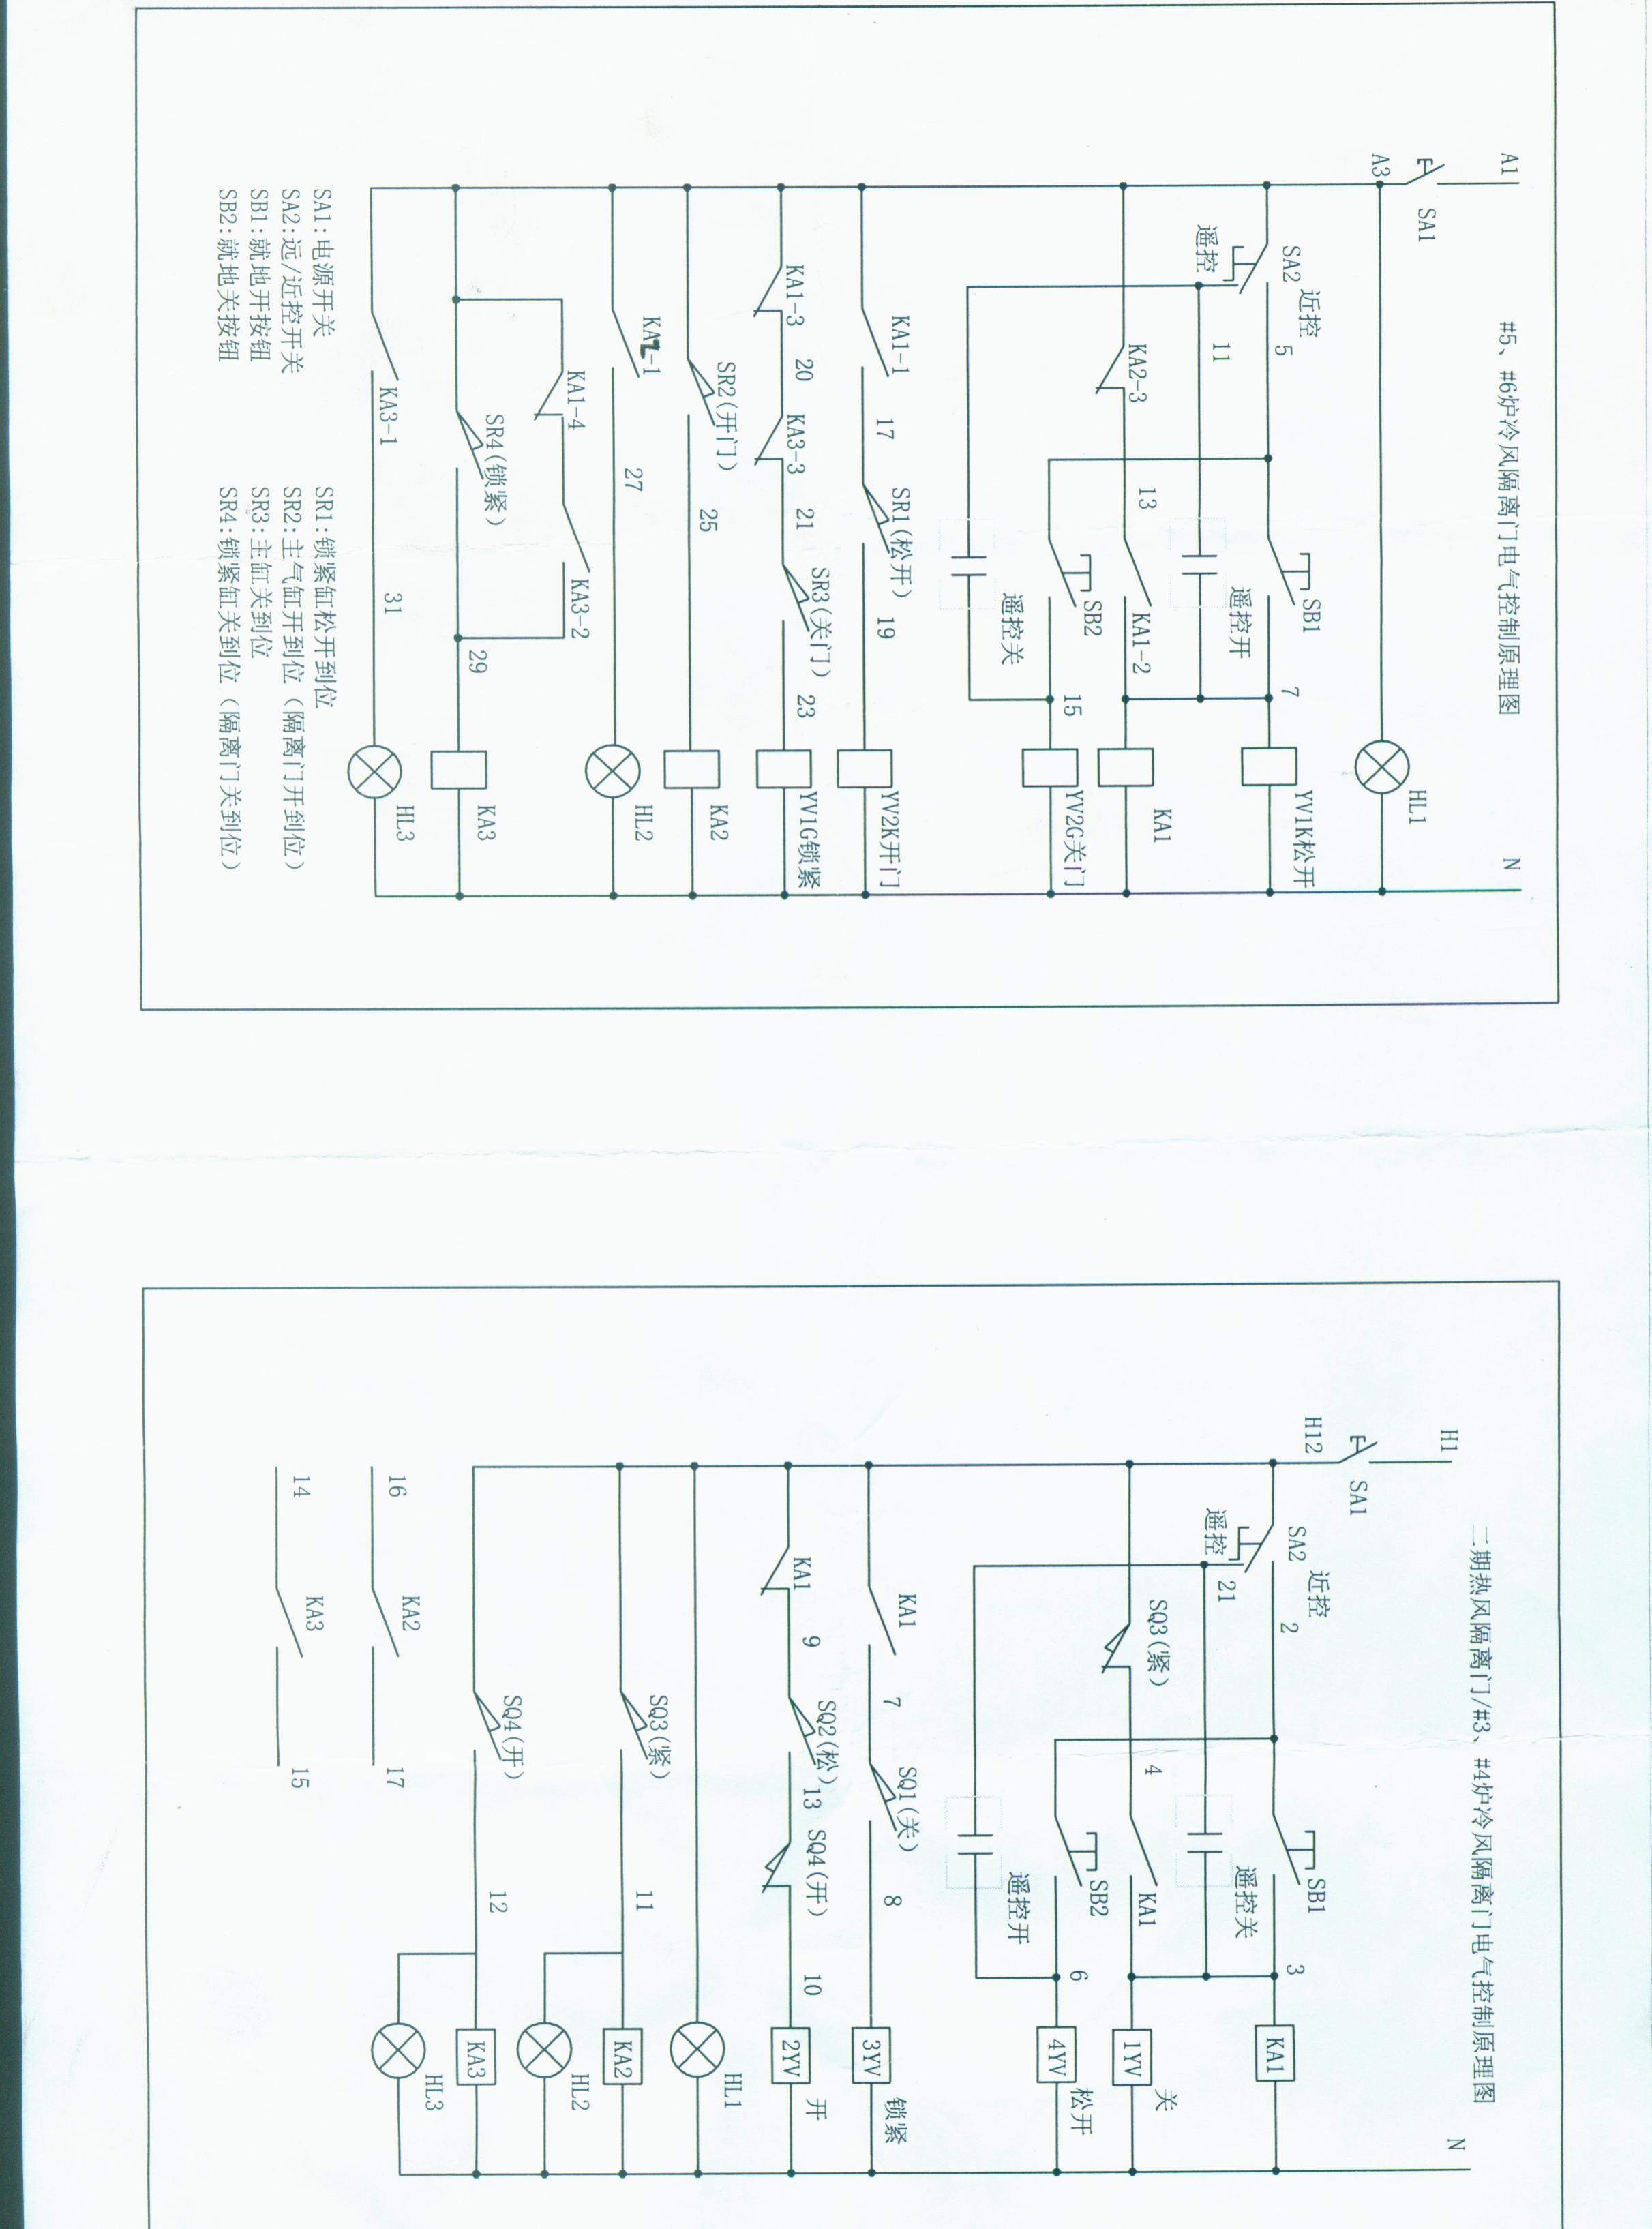 #5、#6炉冷风隔离门电气控制原理图
A1
SA1
A3
N
HL1
SA2
近控
遥控
5
SB1
7
YV1K松开
11
遥控开
KA2-3
13
KA1-2
KA1
SB2
15
YV2G关门
遥控关
KA1-1
17
SR1(松开)
19
YV2K开门
KA1-3
20
KA3-3
21
SR3(关门)
23
YV1G锁紧
SR2(开门)
25
KA2
KA2-1
27
HL2
KA1-4
KA3-2
SR4(锁紧)
29
KA3
KA3-1
31
HL3
SA1:电源开关
SA2:远/近控开关
SB1:就地开按钮
SB2:就地关按钮
SR1:锁紧缸松开到位
SR2:主气缸开到位(隔离门开到位)
SR3:主缸关到位
SR4:锁紧缸关到位(隔离门关到位)
二期热风隔离门/#3、#4炉冷风隔离门电气控制原理图
H1
SA1
H12
N
SA2
近控
遥控
2
SB1
3
KA1
21
遥控关
SQ3(紧)
4
KA1
1YV
关
SB2
6
4YV
松开
遥控开
KA1
7
SQ1(关)
8
3YV
锁紧
KA1
9
SQ2(松)
13
SQ4(开)
10
2YV
开
HL1
SQ3(紧)
11
KA2
HL2
SQ4(开)
12
KA3
HL3
16
KA2
17
14
KA3
15